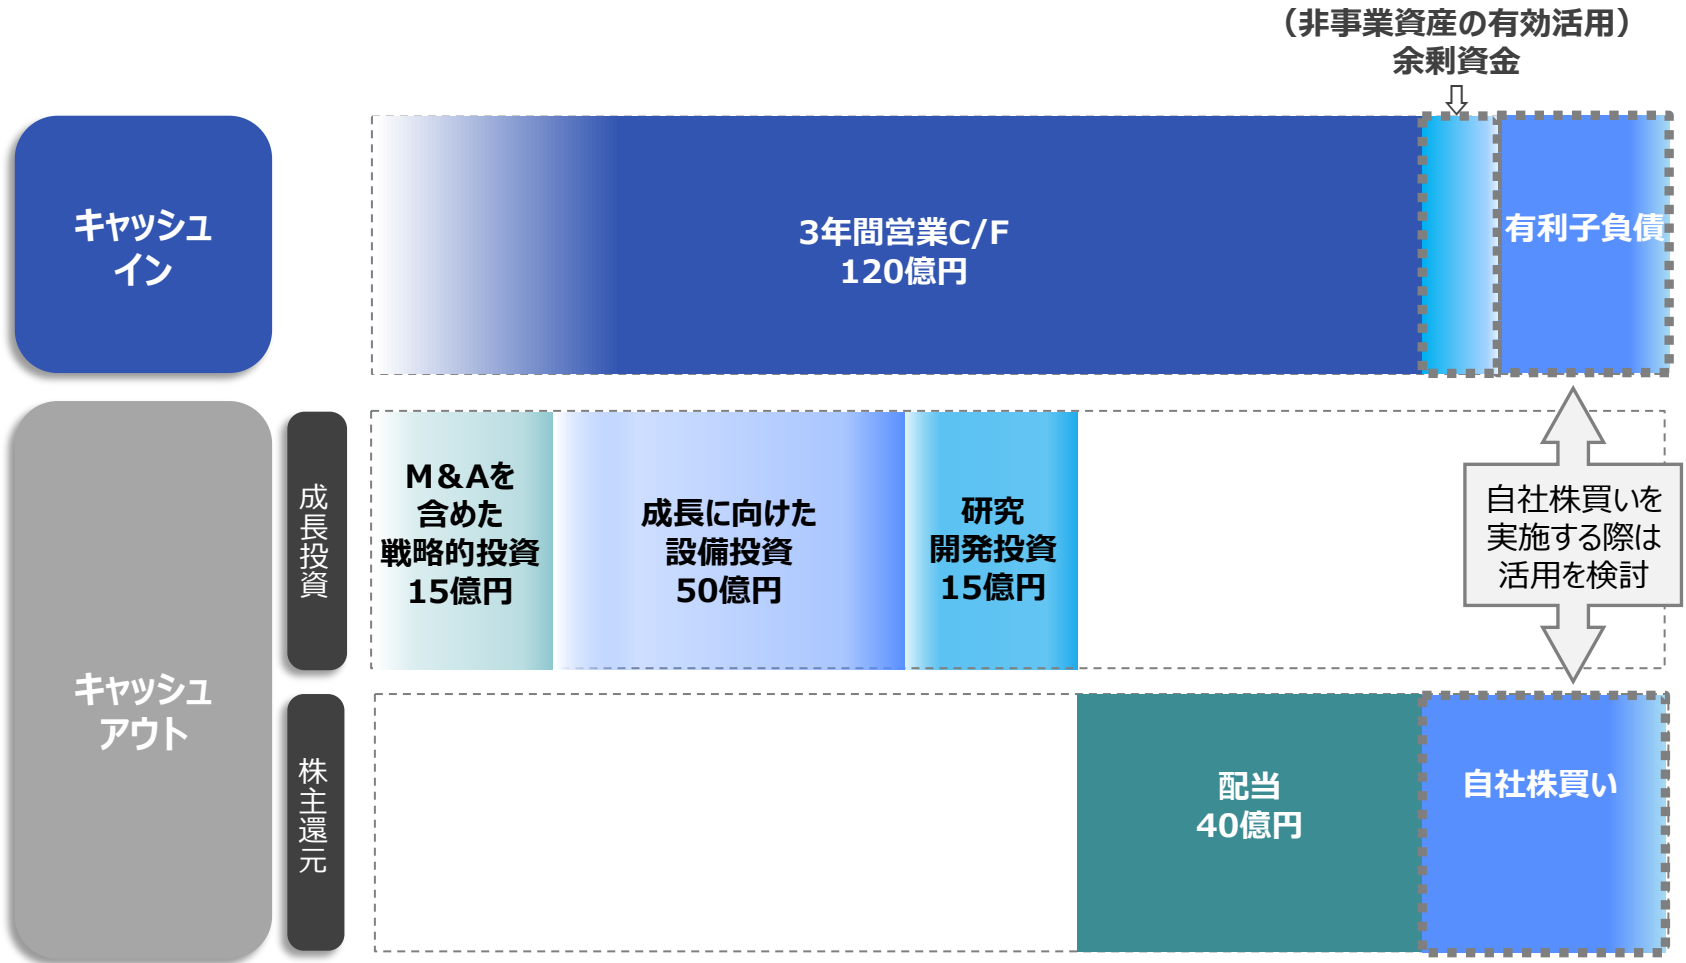 （非事業資産の有効活用）
余剰資金
キャッシュ
イン
3年間営業C/F
120億円
有利子負債
キャッシュ
アウト
成長投資
M&Aを
含めた
戦略的投資
15億円
成長に向けた
設備投資
50億円
研究
開発投資
15億円
自社株買いを
実施する際は
活用を検討
株主還元
配当
40億円
自社株買い